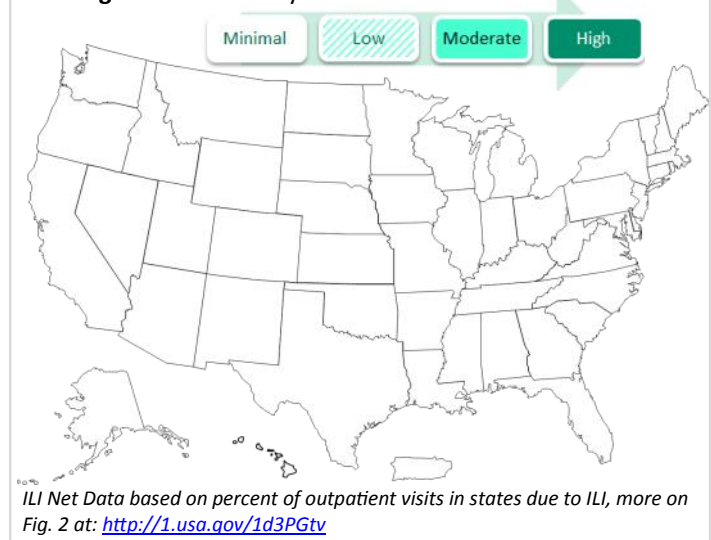 Minimal Low Moderate High
ILI Net Data based on percent of outpatient visits in states due to ILI, more on
Fig. 2 at: http://1.usa.gov/1d3PGtv